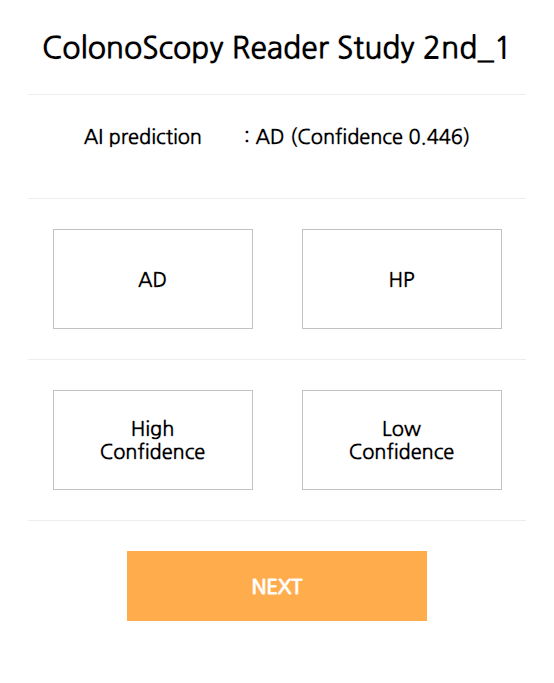 ColonoScopy Reader Study 2nd_1
AI prediction : AD (Confidence 0.446)
AD HP
High Confidence
Low Confidence
NEXT